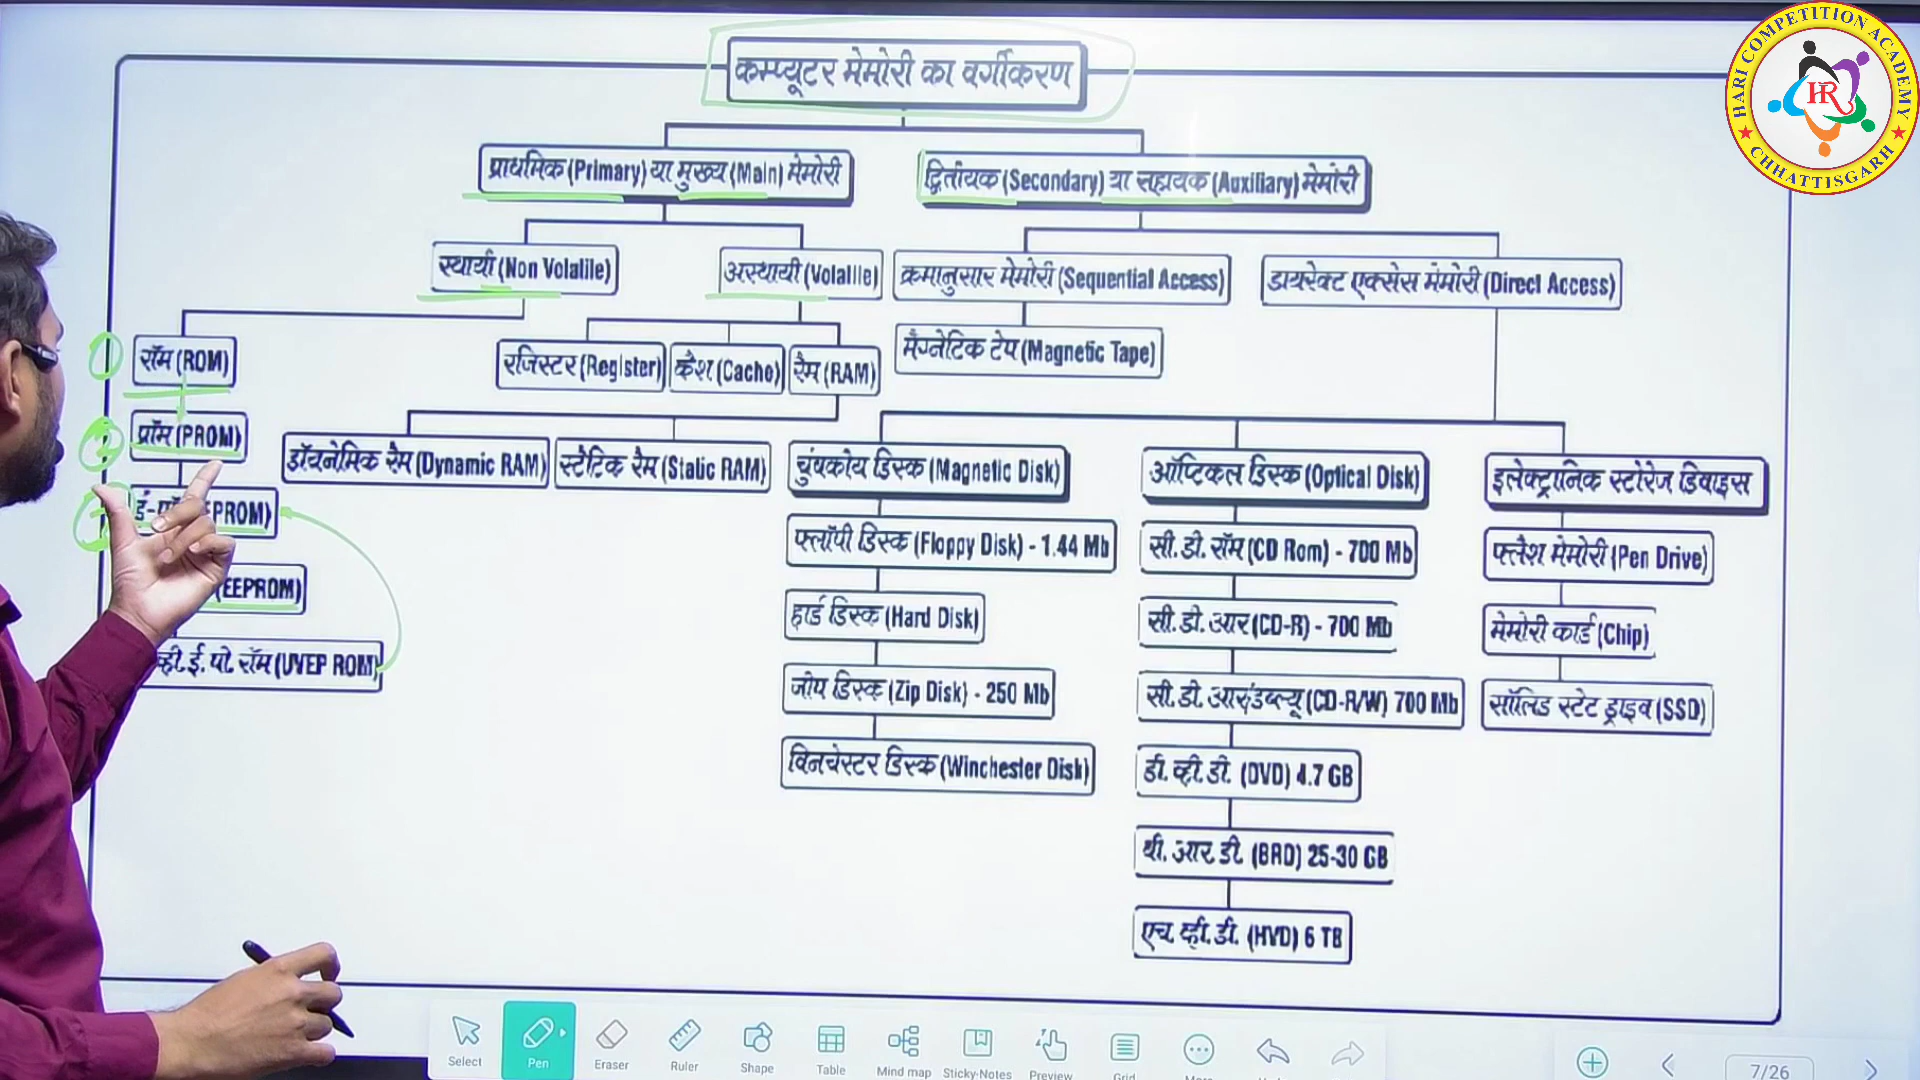 कम्प्यूटर मेमोरी का वर्गीकरण
प्राथमिक (Primary) या मुख्य (Main) मेमोरी
द्वितीयक (Secondary) या सहायक (Auxiliary) मेमोरी
स्थायी (Non Volatile)
अस्थायी (Volatile)
क्रमानुसार मेमोरी (Sequential Access)
डायरेक्ट एक्सेस मेमोरी (Direct Access)
रॉम (ROM)
रजिस्टर (Register)
कैश (Cache)
रैम (RAM)
मैग्नेटिक टेप (Magnetic Tape)
प्रॉम (PROM)
डॉयनेमिक रैम (Dynamic RAM)
स्टैटिक रैम (Static RAM)
चुंबकीय डिस्क (Magnetic Disk)
ऑप्टिकल डिस्क (Optical Disk)
इलेक्ट्रानिक स्टोरेज डिवाइस
EPROM)
फ्लॉपी डिस्क (Floppy Disk) - 1.44 Mb
सी.डी. रॉम (CD Rom) - 700 Mb
फ्लैश मेमोरी (Pen Drive)
(EEPROM)
हार्ड डिस्क (Hard Disk)
सी.डी. आर (CD-R) - 700 Mb
मेमोरी कार्ड (Chip)
व्ही.ई.पी. रॉम (UVEP ROM)
जीप डिस्क (Zip Disk) - 250 Mb
सी.डी. आर/डब्ल्यू (CD-R/W) 700 Mb
सॉलिड स्टेट ड्राइव (SSD)
विनचेस्टर डिस्क (Winchester Disk)
डी. व्ही.डी. (DVD) 4.7 GB
बी. आर.डी. (BRD) 25-30 GB
एच. व्ही.डी. (HVD) 6 TB
HARI COMPETITION ACADEMY
HR
CHHATTISGARH
Select
Pen
Eraser
Ruler
Shape
Table
Mind map
Sticky-Notes
Preview
Grid
7/26